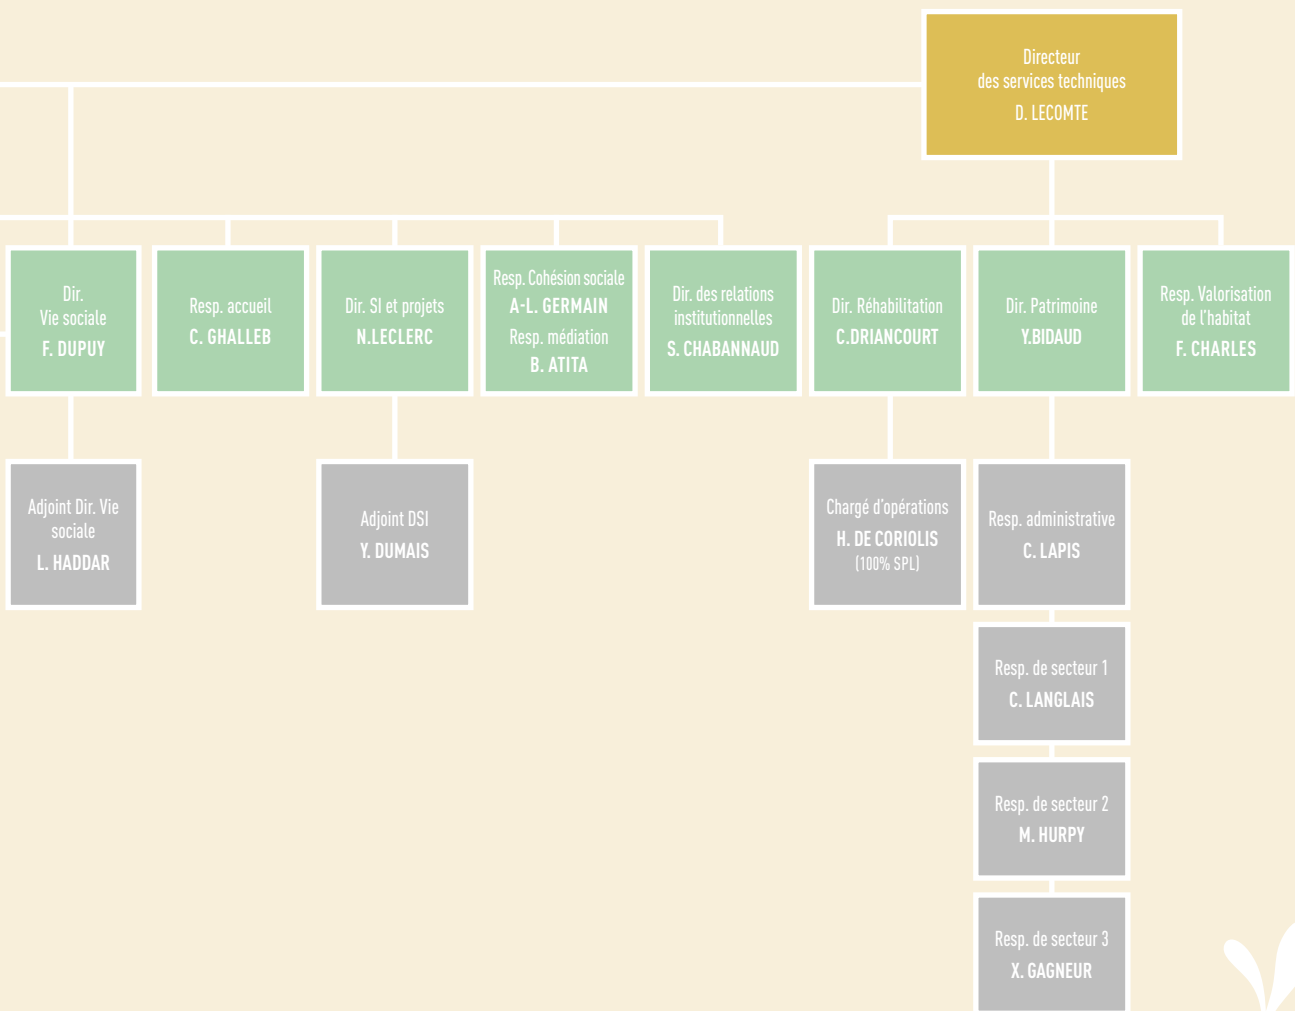 Directeur
des services techniques
D. LECOMTE
Dir.
Vie sociale
F. DUPUY
Resp. accueil
C. GHALLEB
Dir. SI et projets
N.LECLERC
Resp. Cohésion sociale
A-L. GERMAIN
Resp. médiation
B. ATITA
Dir. des relations
institutionnelles
S. CHABANNAUD
Dir. Réhabilitation
C.DRIANCOURT
Dir. Patrimoine
Y.BIDAUD
Resp. Valorisation
de l'habitat
F. CHARLES
Adjoint Dir. Vie
sociale
L. HADDAR
Adjoint DSI
Y. DUMAIS
Chargé d'opérations
H. DE CORIOLIS
(100% SPL)
Resp. administrative
C. LAPIS
Resp. de secteur 1
C. LANGLAIS
Resp. de secteur 2
M. HURPY
Resp. de secteur 3
X. GAGNEUR